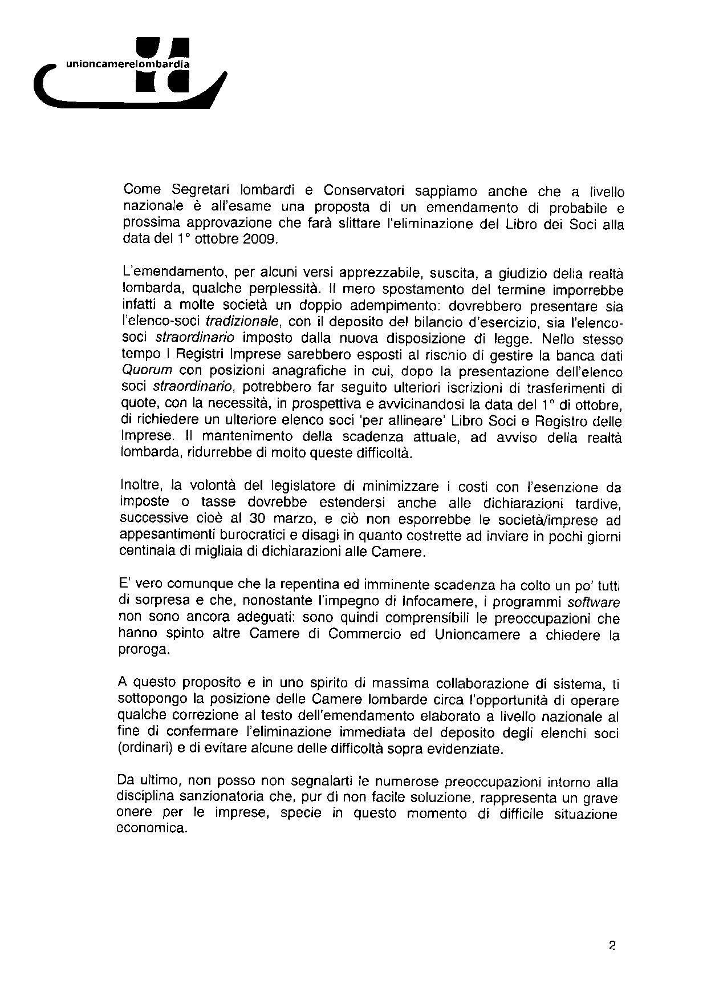 unioncamerelombardia
Come Segretari lombardi e Conservatori sappiamo anche che a livello
nazionale è all'esame una proposta di un emendamento di probabile e
prossima approvazione che farà slittare l'eliminazione del Libro dei Soci alla
data del 1° ottobre 2009.
L'emendamento, per alcuni versi apprezzabile, suscita, a giudizio della realtà
lombarda, qualche perplessità. Il mero spostamento del termine imporrebbe
infatti a molte società un doppio adempimento: dovrebbero presentare sia
l'elenco-soci tradizionale, con il deposito del bilancio d'esercizio, sia l'elenco-
soci straordinario imposto dalla nuova disposizione di legge. Nello stesso
tempo i Registri Imprese sarebbero esposti al rischio di gestire la banca dati
Quorum con posizioni anagrafiche in cui, dopo la presentazione dell'elenco
soci straordinario, potrebbero far seguito ulteriori iscrizioni di trasferimenti di
quote, con la necessità, in prospettiva e avvicinandosi la data del 1° di ottobre,
di richiedere un ulteriore elenco soci 'per allineare' Libro Soci e Registro delle
Imprese. Il mantenimento della scadenza attuale, ad avviso della realtà
lombarda, ridurrebbe di molto queste difficoltà.
Inoltre, la volontà del legislatore di minimizzare i costi con l'esenzione da
imposte o tasse dovrebbe estendersi anche alle dichiarazioni tardive,
successive cioè al 30 marzo, e ciò non esporrebbe le società/imprese ad
appesantimenti burocratici e disagi in quanto costrette ad inviare in pochi giorni
centinaia di migliaia di dichiarazioni alle Camere.
E' vero comunque che la repentina ed imminente scadenza ha colto un po' tutti
di sorpresa e che, nonostante l'impegno di Infocamere, i programmi software
non sono ancora adeguati: sono quindi comprensibili le preoccupazioni che
hanno spinto altre Camere di Commercio ed Unioncamere a chiedere la
proroga.
A questo proposito e in uno spirito di massima collaborazione di sistema, ti
sottopongo la posizione delle Camere lombarde circa l'opportunità di operare
qualche correzione al testo dell'emendamento elaborato a livello nazionale al
fine di confermare l'eliminazione immediata del deposito degli elenchi soci
(ordinari) e di evitare alcune delle difficoltà sopra evidenziate.
Da ultimo, non posso non segnalarti le numerose preoccupazioni intorno alla
disciplina sanzionatoria che, pur di non facile soluzione, rappresenta un grave
onere per le imprese, specie in questo momento di difficile situazione
economica.
2